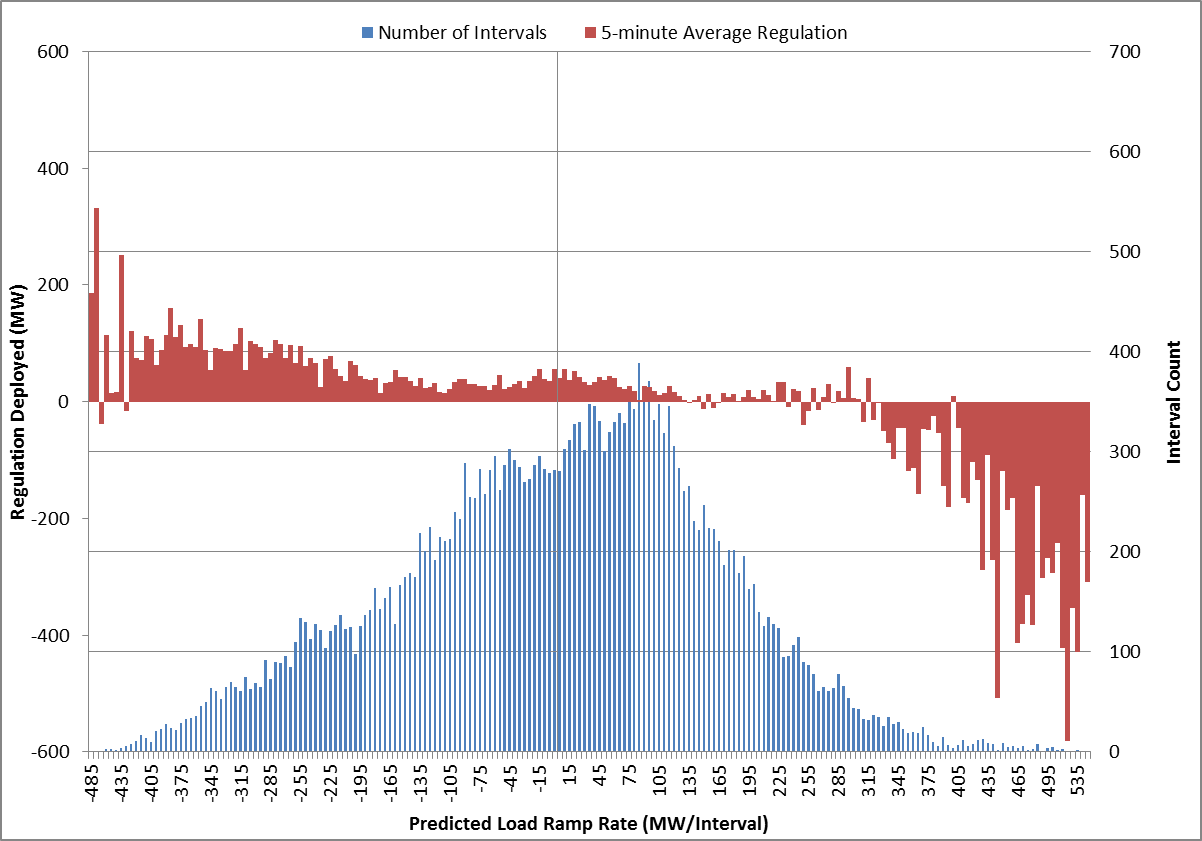 Number of Intervals 5-minute Average Regulation
600 700
600
400
500
200
400
0
300
-200
200
-400
100
-600 0
Regulation Deployed (MW)
Interval Count
-485 -435 -405 -375 -345 -315 -285 -255 -225 -195 -165 -135 -105 -75 -45 -15 15 45 75 105 135 165 195 225 255 285 315 345 375 405 435 465 495 535
Predicted Load Ramp Rate (MW/Interval)